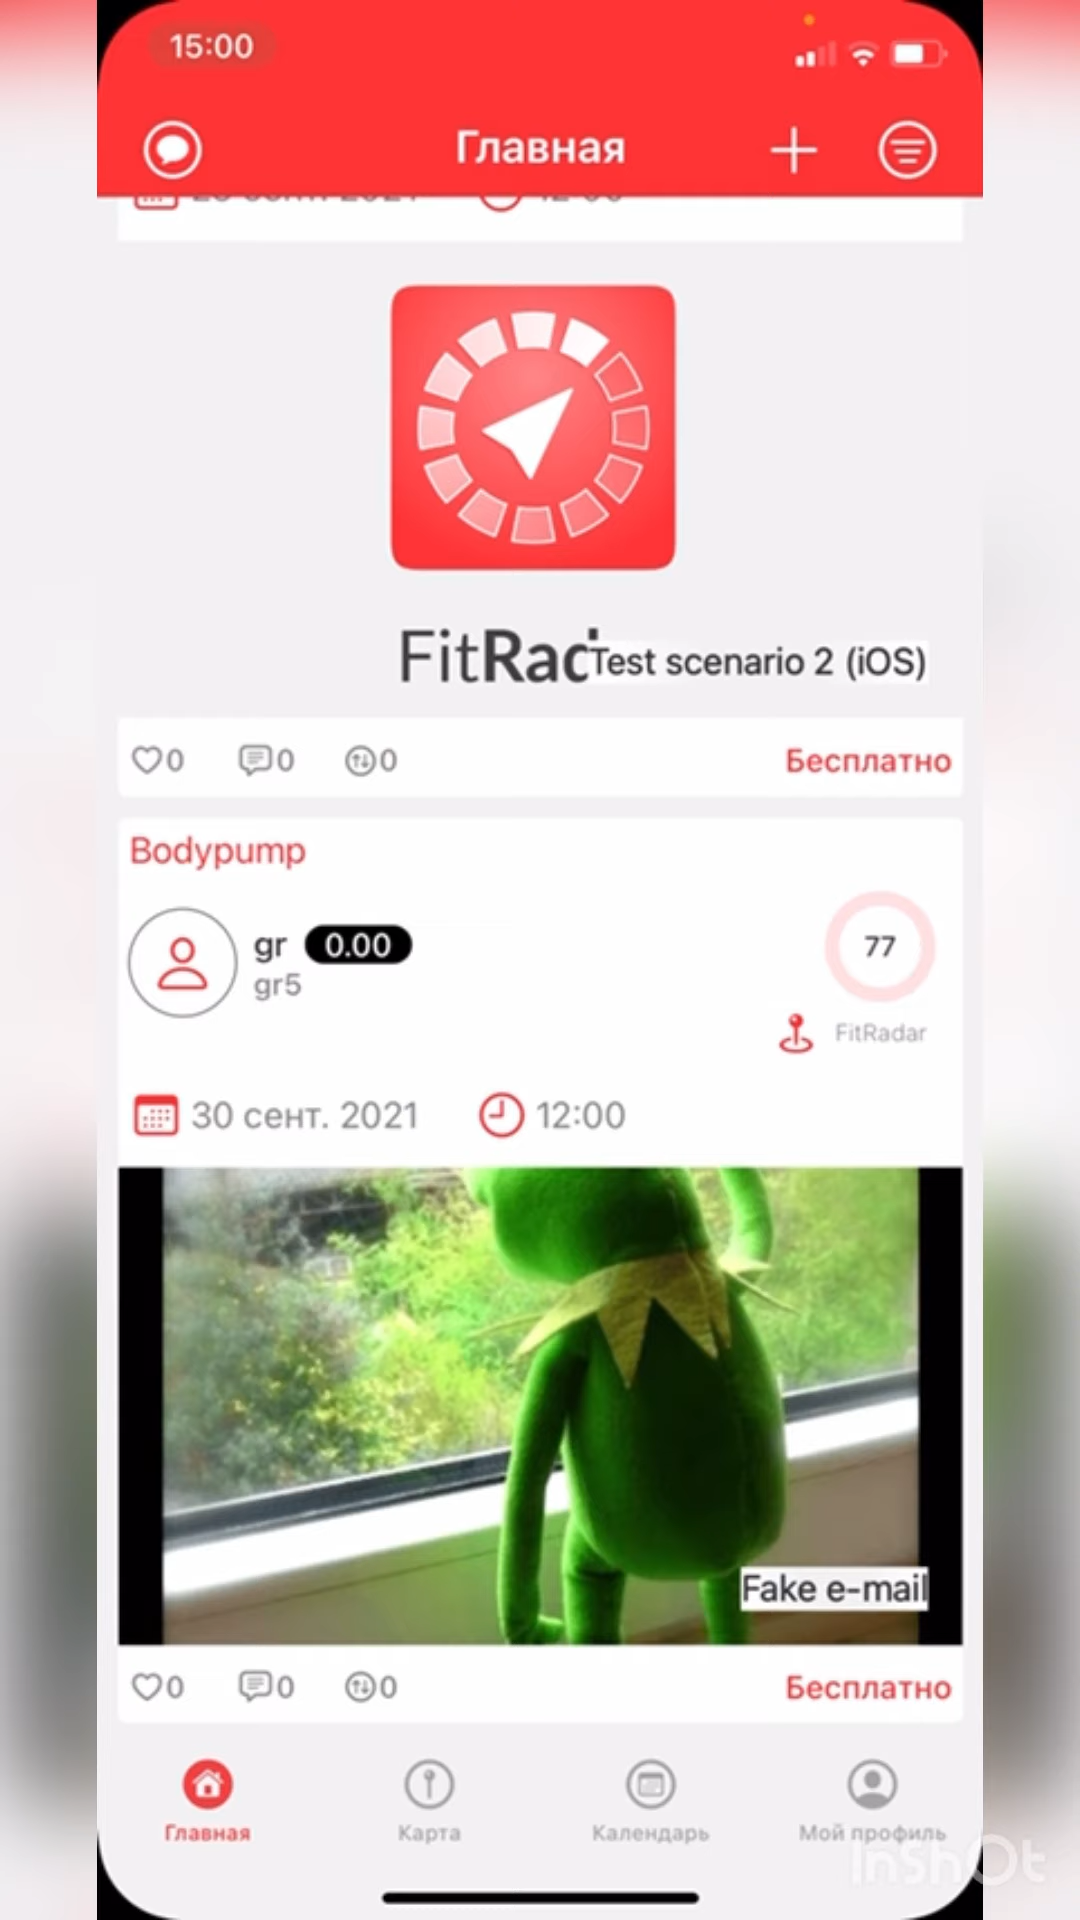 15:00
Главная
FitRad
Test scenario 2 (iOS)
0 0 0 Бесплатно
Bodypump
gr 0.00
gr5
77
FitRadar
30 сент. 2021 12:00
Fake e-mail
0 0 0 Бесплатно
Главная Карта Календарь Мой профиль
InShOt